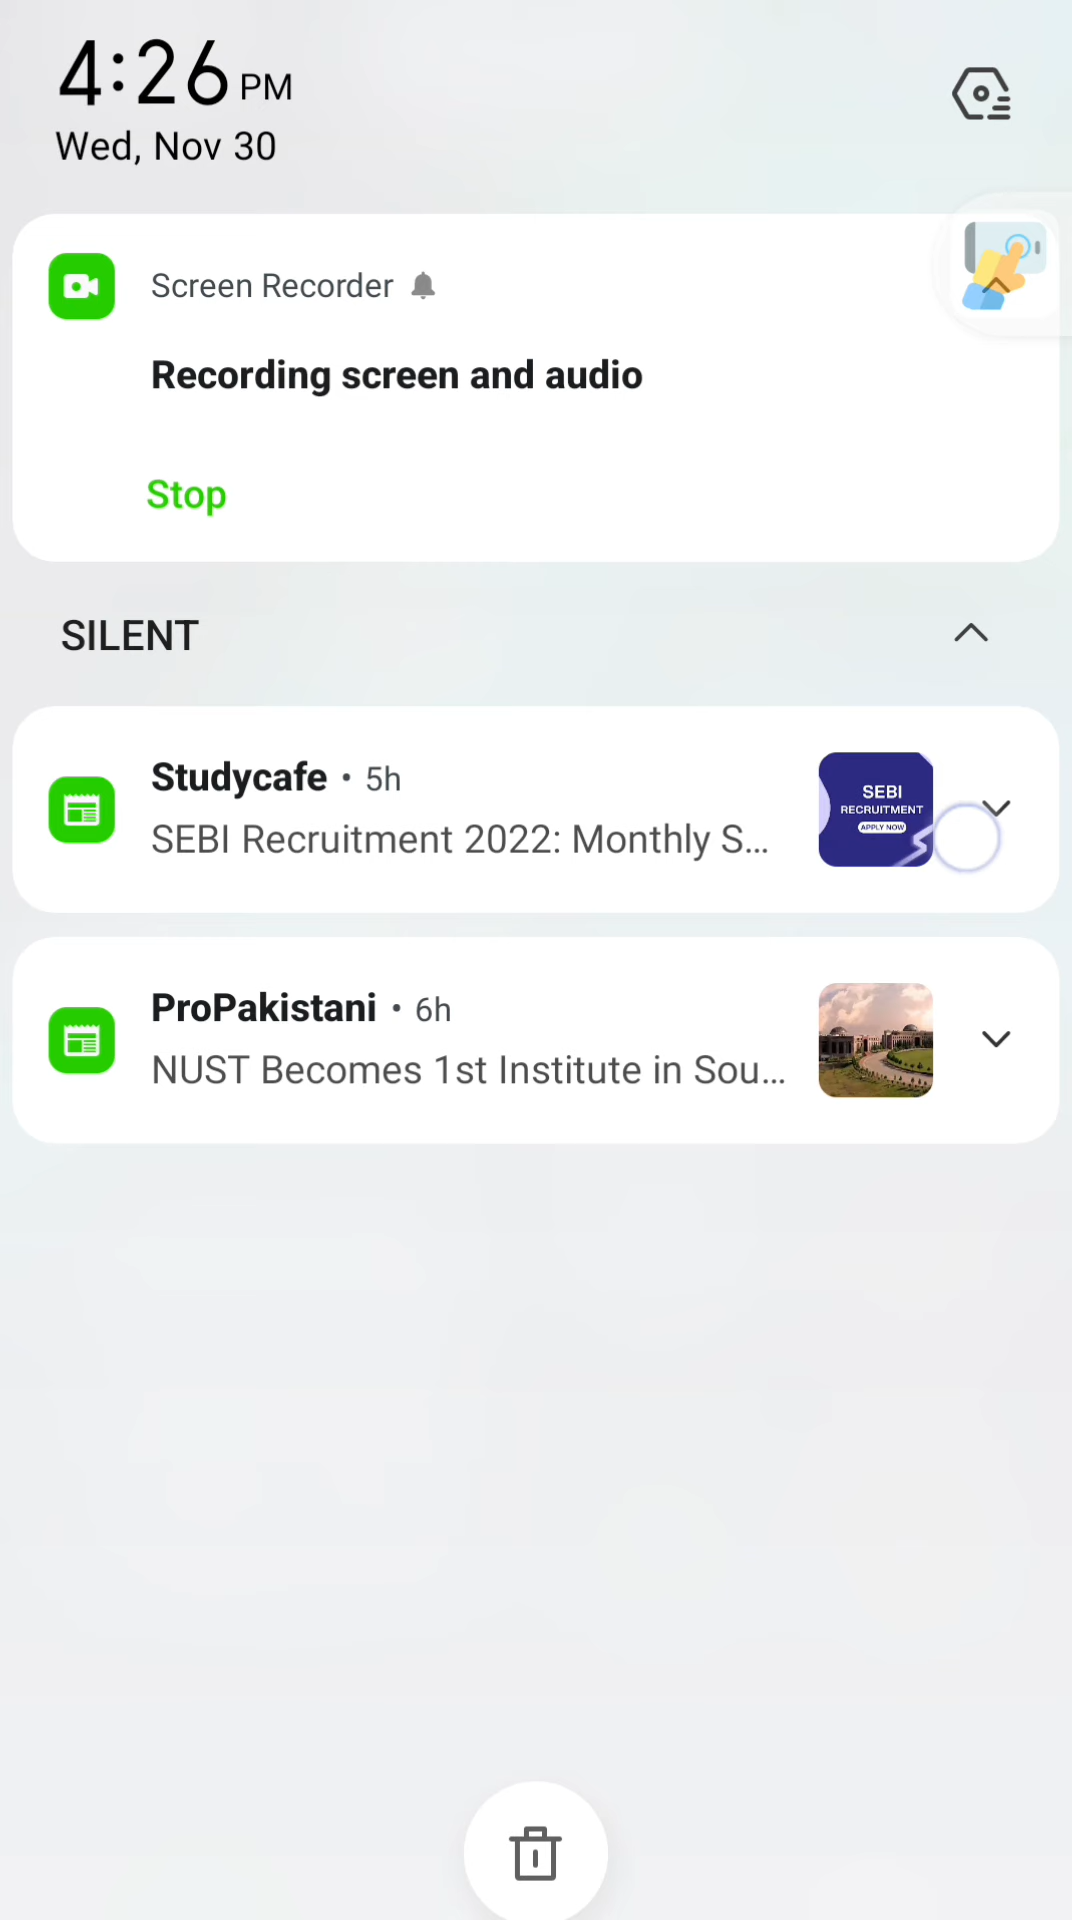 4:26 PM
Wed, Nov 30
Screen Recorder
Recording screen and audio
Stop
SILENT
Studycafe • 5h
SEBI Recruitment 2022: Monthly S...
SEBI
RECRUITMENT
APPLY NOW
ProPakistani • 6h
NUST Becomes 1st Institute in Sou...